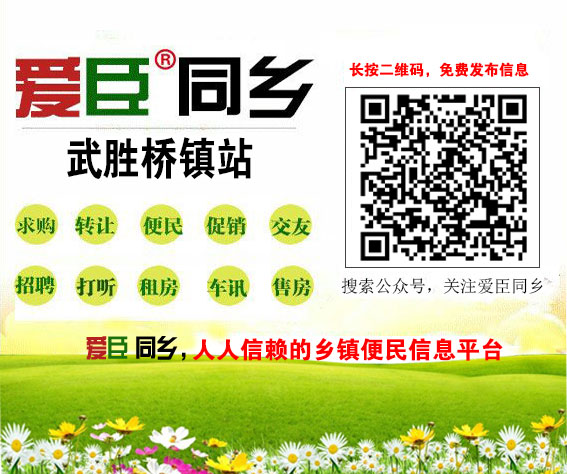 爱臣®同乡
武胜桥镇站
求购 转让 便民 促销 交友
招聘 打听 租房 车讯 售房
长按二维码，免费发布信息
搜索公众号，关注爱臣同乡
爱臣同乡，人人信赖的乡镇便民信息平台